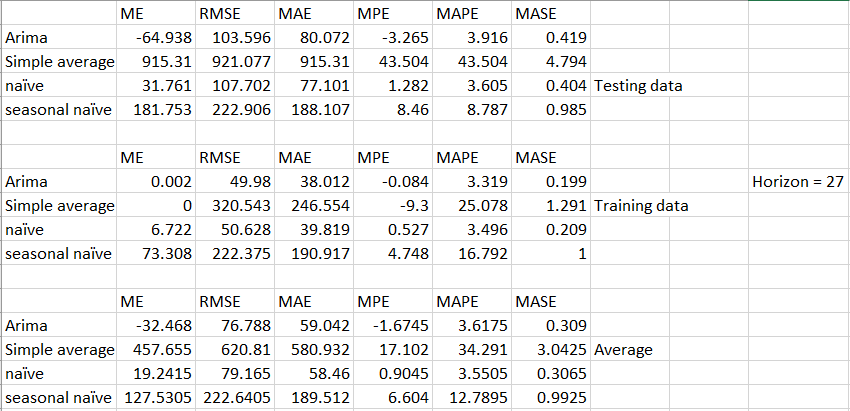 ME RMSE MAE MPE MAPE MASE
Arima -64.938 103.596 80.072 -3.265 3.916 0.419
Simple average 915.31 921.077 915.31 43.504 43.504 4.794
naïve 31.761 107.702 77.101 1.282 3.605 0.404 Testing data
seasonal naïve 181.753 222.906 188.107 8.46 8.787 0.985
ME RMSE MAE MPE MAPE MASE
Arima 0.002 49.98 38.012 -0.084 3.319 0.199 Horizon = 27
Simple average 0 320.543 246.554 -9.3 25.078 1.291 Training data
naïve 6.722 50.628 39.819 0.527 3.496 0.209
seasonal naïve 73.308 222.375 190.917 4.748 16.792 1
ME RMSE MAE MPE MAPE MASE
Arima -32.468 76.788 59.042 -1.6745 3.6175 0.309
Simple average 457.655 620.81 580.932 17.102 34.291 3.0425 Average
naïve 19.2415 79.165 58.46 0.9045 3.5505 0.3065
seasonal naïve 127.5305 222.6405 189.512 6.604 12.7895 0.9925